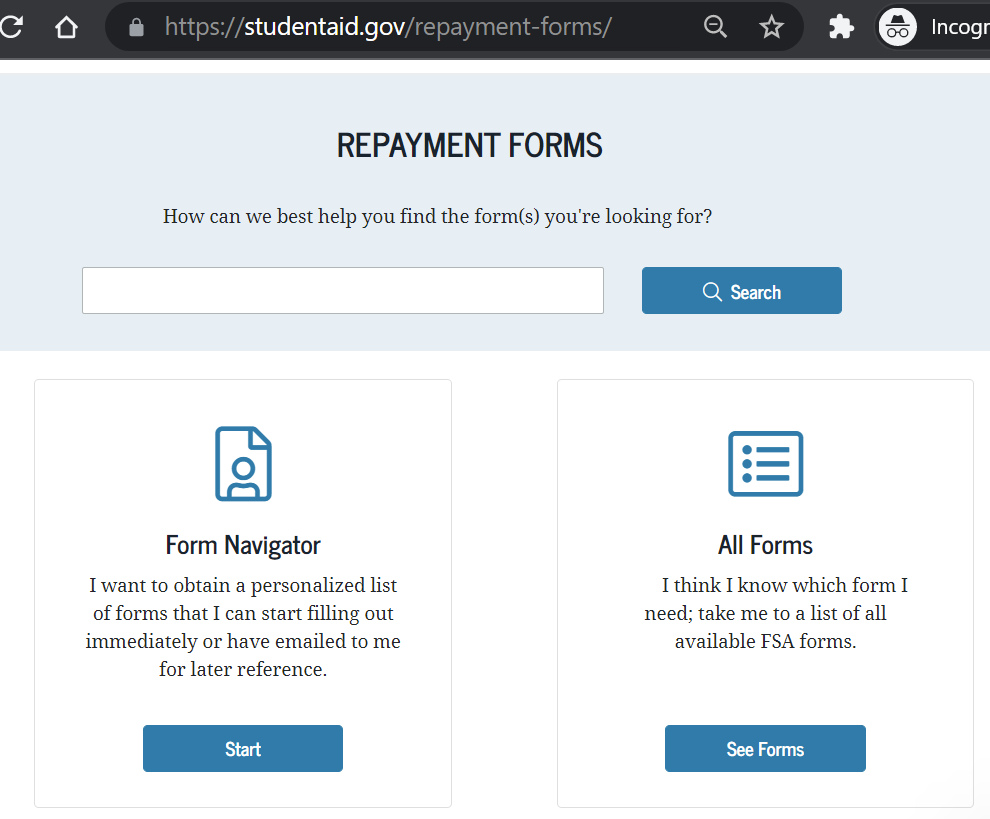 https://studentaid.gov/repayment-forms/
REPAYMENT FORMS
How can we best help you find the form(s) you're looking for?
Search
Form Navigator
I want to obtain a personalized list
of forms that I can start filling out
immediately or have emailed to me
for later reference.
Start
All Forms
I think I know which form I
need; take me to a list of all
available FSA forms.
See Forms